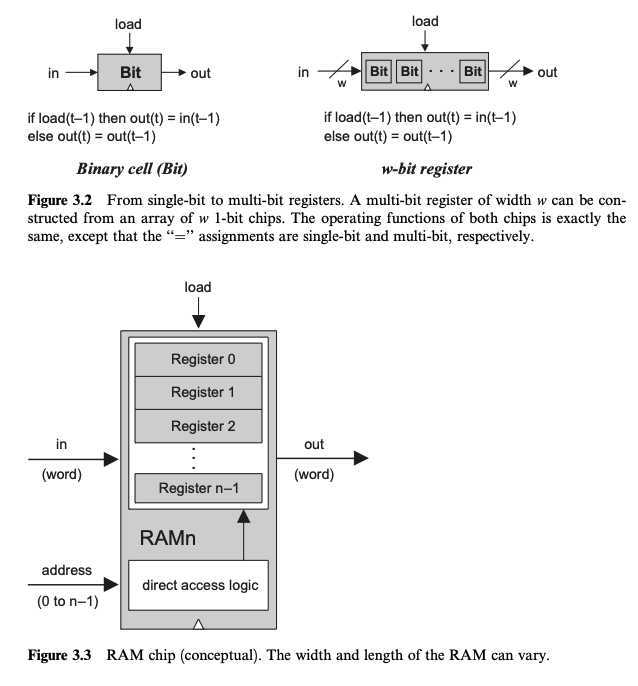 load
in
Bit
out
if load(t–1) then out(t) = in(t–1)
else out(t) = out(t–1)
Binary cell (Bit)
load
in
w
Bit Bit . . . Bit
w
out
if load(t–1) then out(t) = in(t–1)
else out(t) = out(t–1)
w-bit register
Figure 3.2 From single-bit to multi-bit registers. A multi-bit register of width w can be con-
structed from an array of w 1-bit chips. The operating functions of both chips is exactly the
same, except that the “=” assignments are single-bit and multi-bit, respectively.
load
Register 0
Register 1
Register 2
.
.
.
Register n–1
in
(word)
out
(word)
RAMn
address
(0 to n–1)
direct access logic
Figure 3.3 RAM chip (conceptual). The width and length of the RAM can vary.